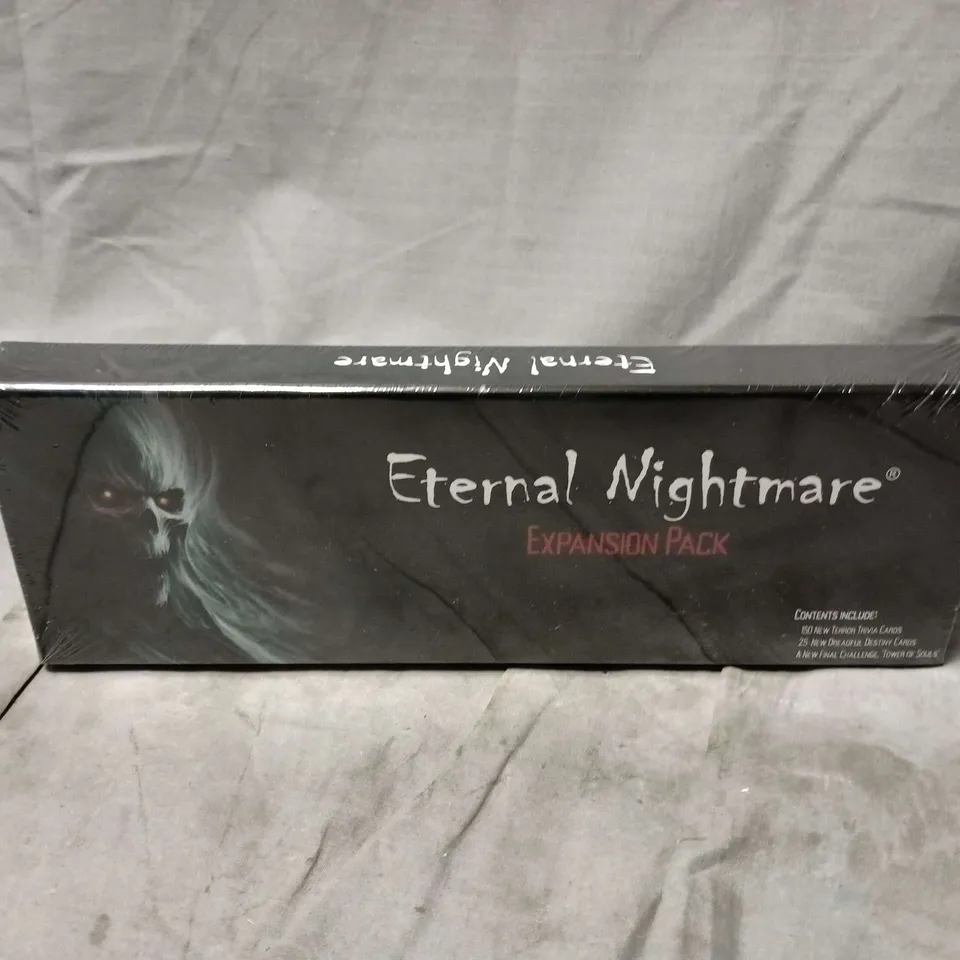 Eternal Nightmare
Eternal Nightmare®
Expansion Pack
Contents include:
150 New Terror Trivia Cards
25 New Dreadful Destiny Cards
A New Final Challenge, 'Tower of Souls'